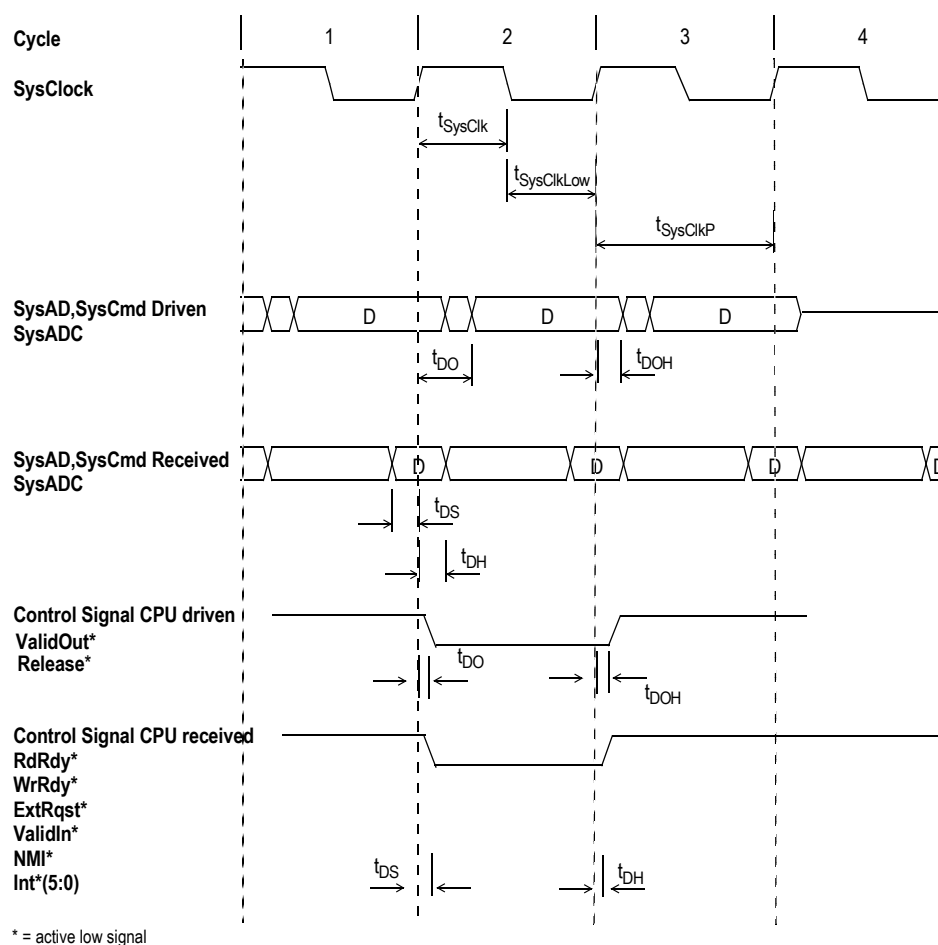 Cycle 1 2 3 4
SysClock
tSysClk
tSysClkLow
tSysClkP
SysAD,SysCmd Driven
SysADC
D D D
tDO tDOH
SysAD,SysCmd Received
SysADC
D D D D
tDS
tDH
Control Signal CPU driven
ValidOut*
Release*
tDO
tDOH
Control Signal CPU received
RdRdy*
WrRdy*
ExtRqst*
ValidIn*
NMI*
Int*(5:0)
tDS tDH
* = active low signal